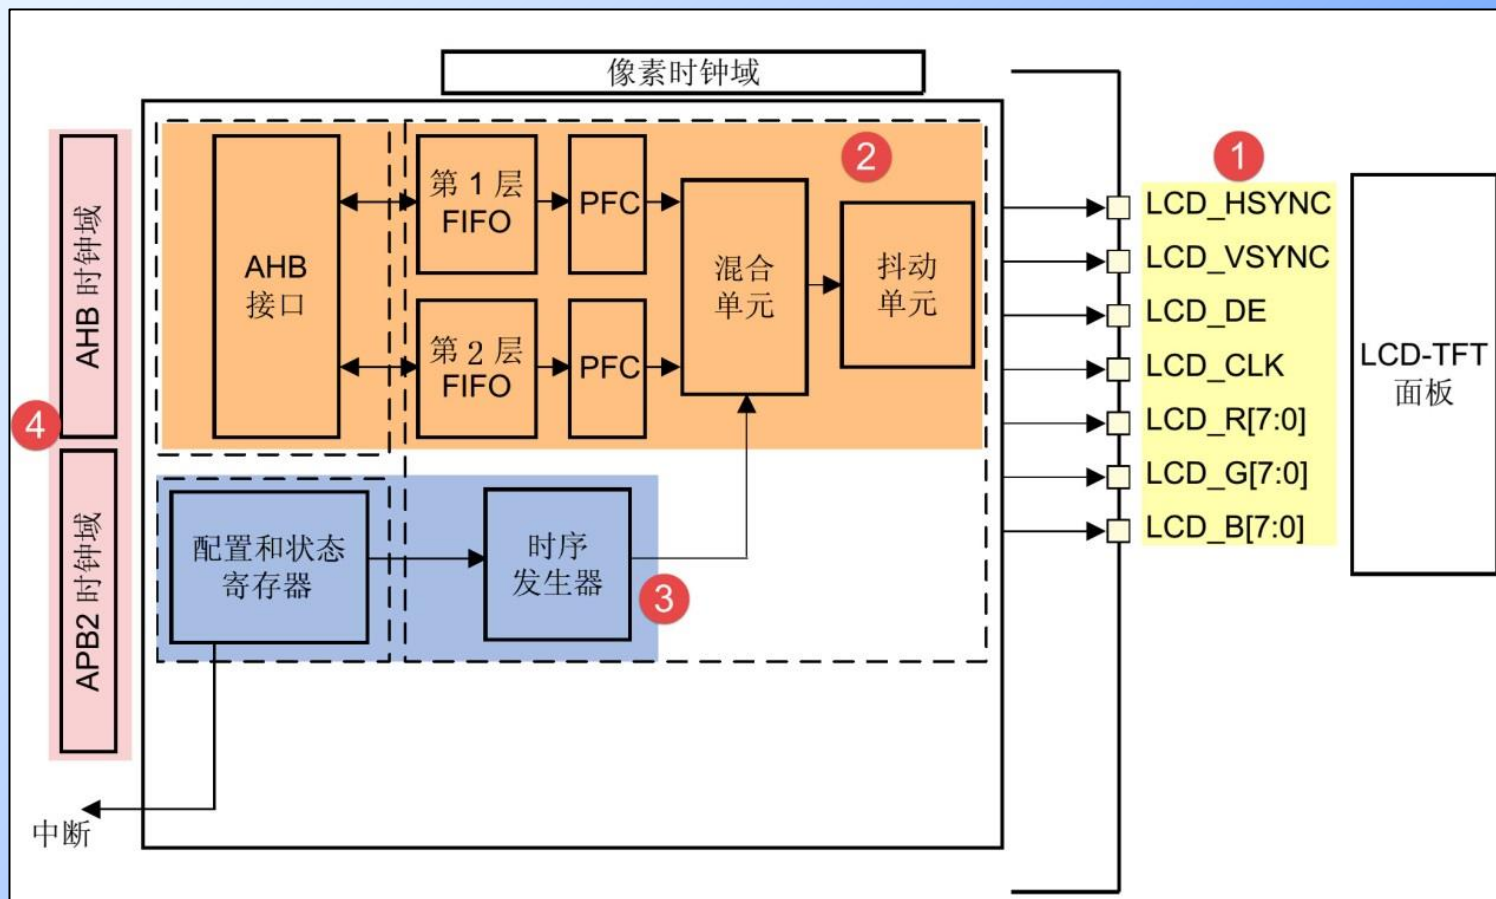 像素时钟域
AHB 时钟域
APB2 时钟域
4
AHB
接口
第 1 层
FIFO
PFC
第 2 层
FIFO
PFC
混合
单元
抖动
单元
2
配置和状态
寄存器
时序
发生器
3
中断
1
LCD_HSYNC
LCD_VSYNC
LCD_DE
LCD_CLK
LCD_R[7:0]
LCD_G[7:0]
LCD_B[7:0]
LCD-TFT
面板